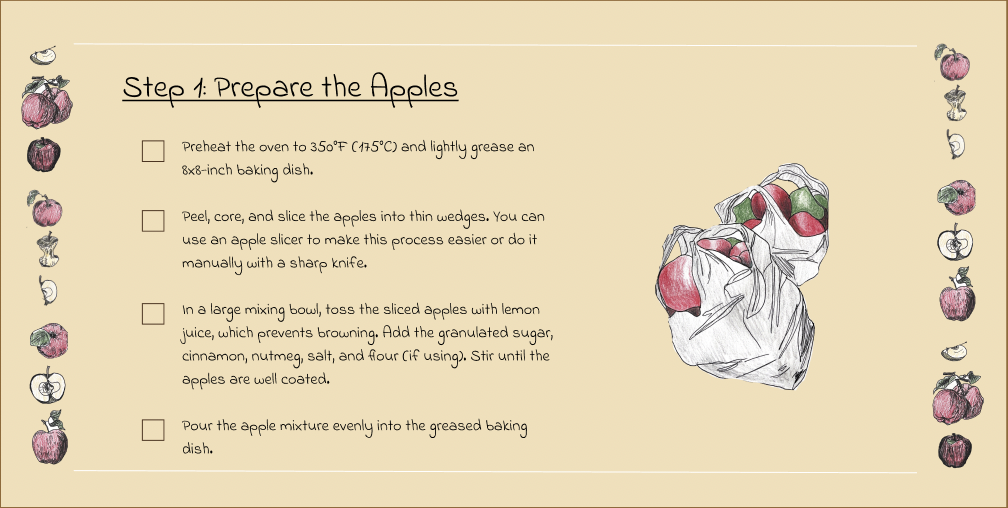 Step 1: Prepare the Apples
Preheat the oven to 350°F (175°C) and lightly grease an
8x8-inch baking dish.
Peel, core, and slice the apples into thin wedges. You can
use an apple slicer to make this process easier or do it
manually with a sharp knife.
In a large mixing bowl, toss the sliced apples with lemon
juice, which prevents browning. Add the granulated sugar,
cinnamon, nutmeg, salt, and flour (if using). Stir until the
apples are well coated.
Pour the apple mixture evenly into the greased baking
dish.